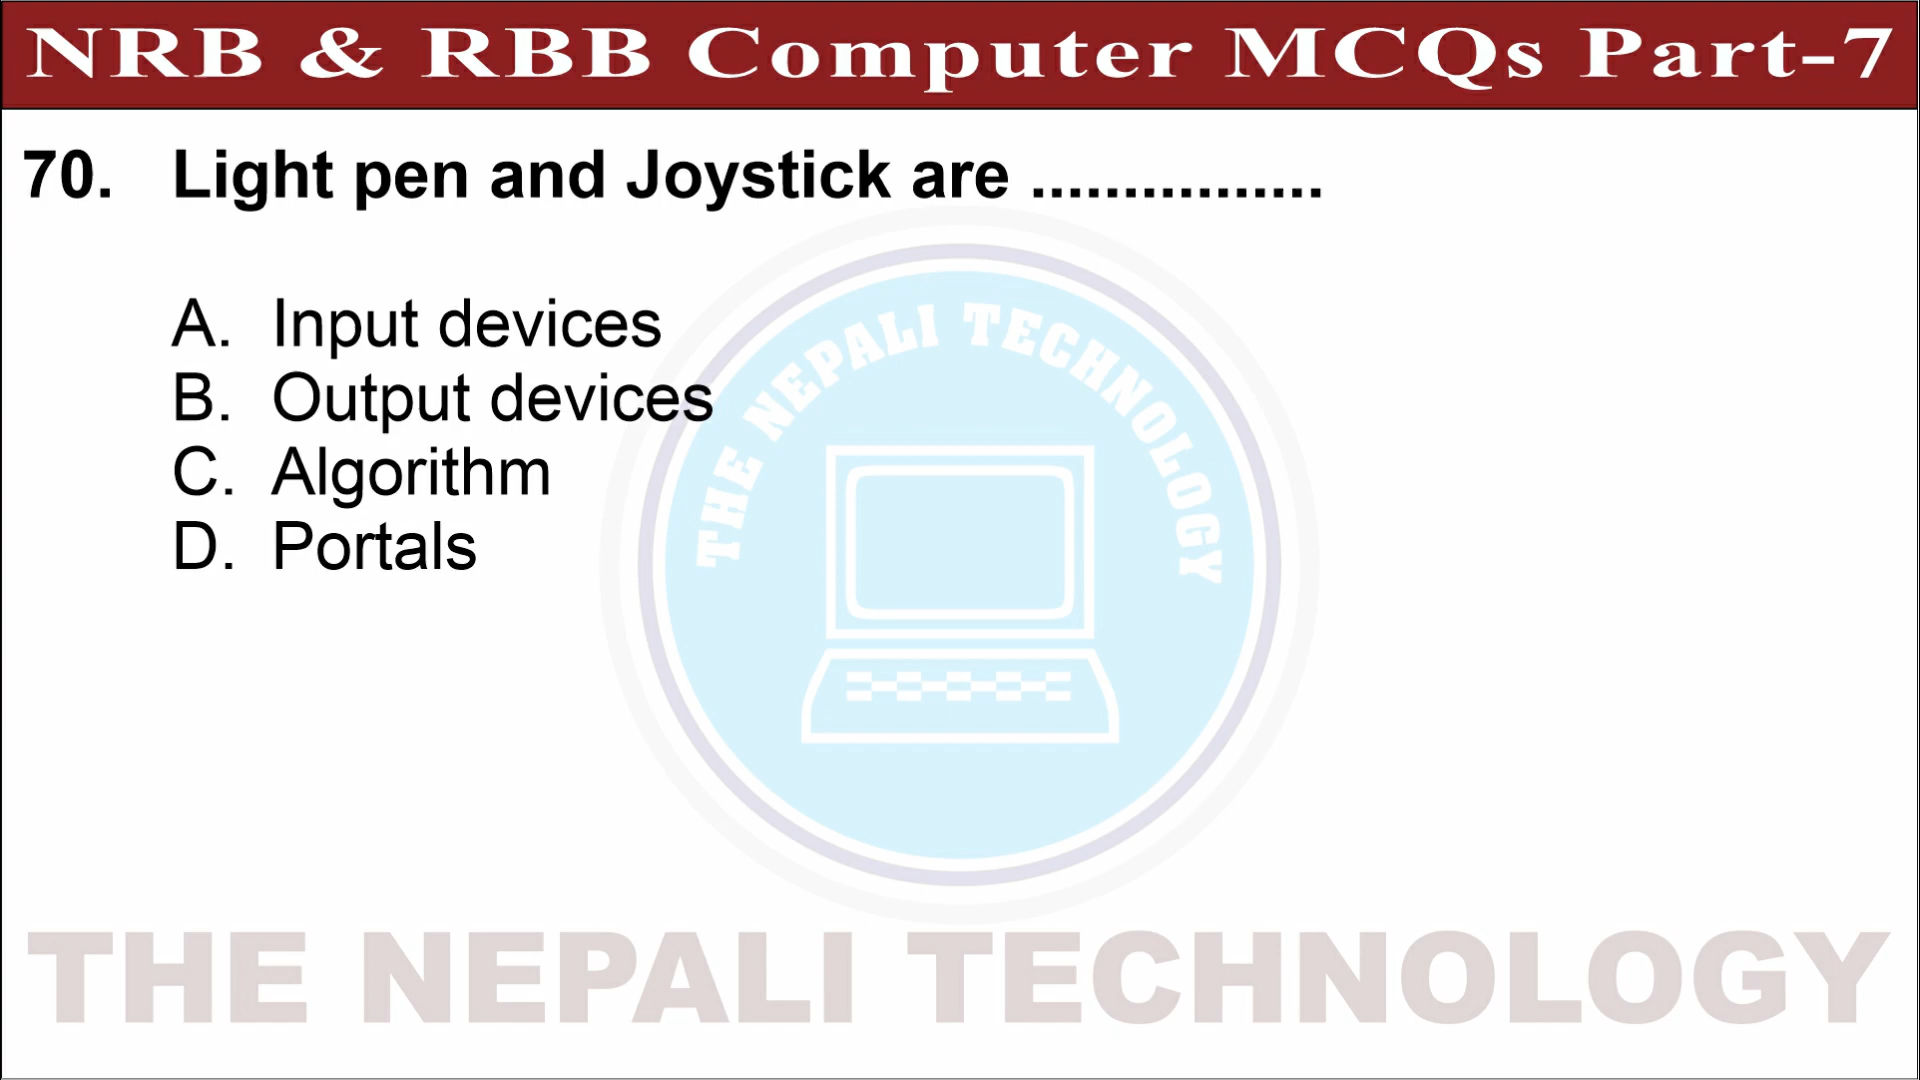 NRB & RBB Computer MCQs Part-7
70. Light pen and Joystick are ................
A. Input devices
B. Output devices
C. Algorithm
D. Portals
THE NEPALI TECHNOLOGY
THE NEPALI TECHNOLOGY